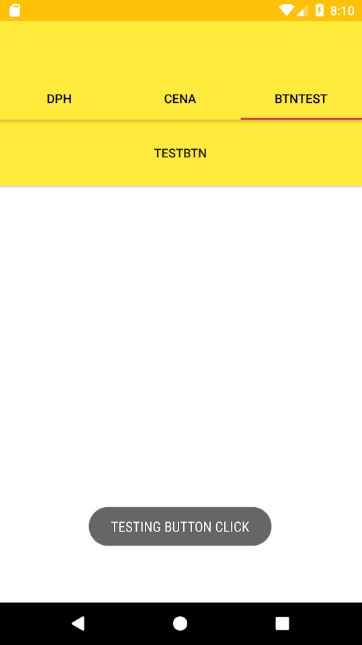 8:10
DPH CENA BTNTEST
TESTBTN
TESTING BUTTON CLICK